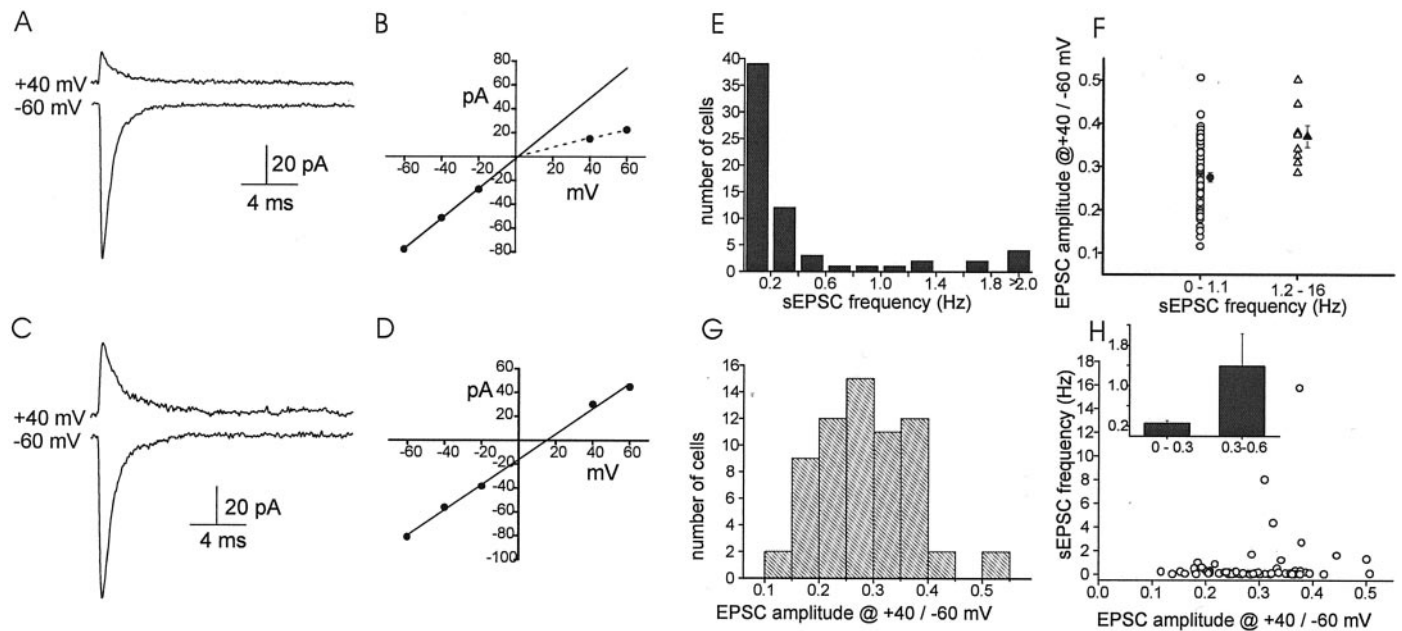 A
+40 mV
-60 mV
20 pA
4 ms
B
80
60
pA
40
20
-60 -40 -20
20 40 60
mV
-20
-40
-60
-80
C
+40 mV
-60 mV
20 pA
4 ms
D
60
pA
40
20
-60 -40 -20
20 40 60
mV
-20
-40
-60
-80
-100
E
number of cells
40
35
30
25
20
15
10
5
0
0.2 0.6 1.0 1.4 1.8 >2.0
sEPSC frequency (Hz)
F
EPSC amplitude @+40 / -60 mV
0.5
0.4
0.3
0.2
0.1
0 - 1.1 1.2 - 16
sEPSC frequency (Hz)
G
number of cells
16
14
12
10
8
6
4
2
0
0.1 0.2 0.3 0.4 0.5
EPSC amplitude @ +40 / -60 mV
H
sEPSC frequency (Hz)
18
16
14
12
10
8
6
4
2
0
1.8
1.0
0.2
0 - 0.3 0.3-0.6
0.0 0.1 0.2 0.3 0.4 0.5
EPSC amplitude @ +40 / -60 mV